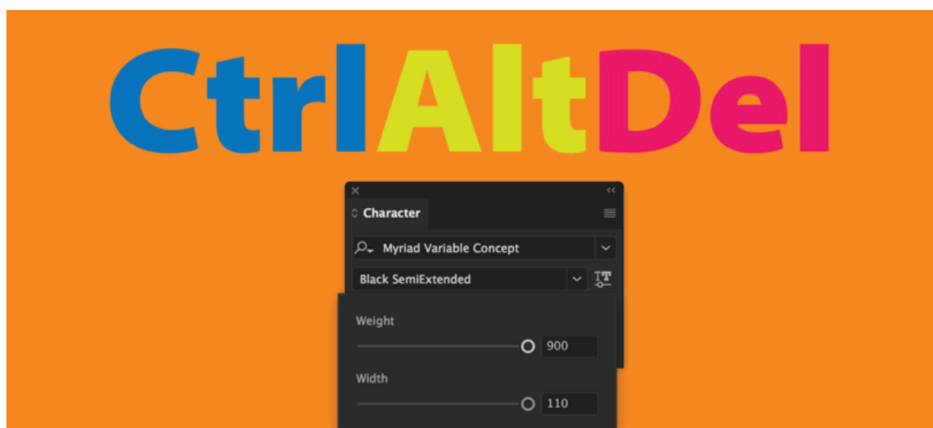 CtrlAltDel
Character
Myriad Variable Concept
Black SemiExtended
Weight
900
Width
110